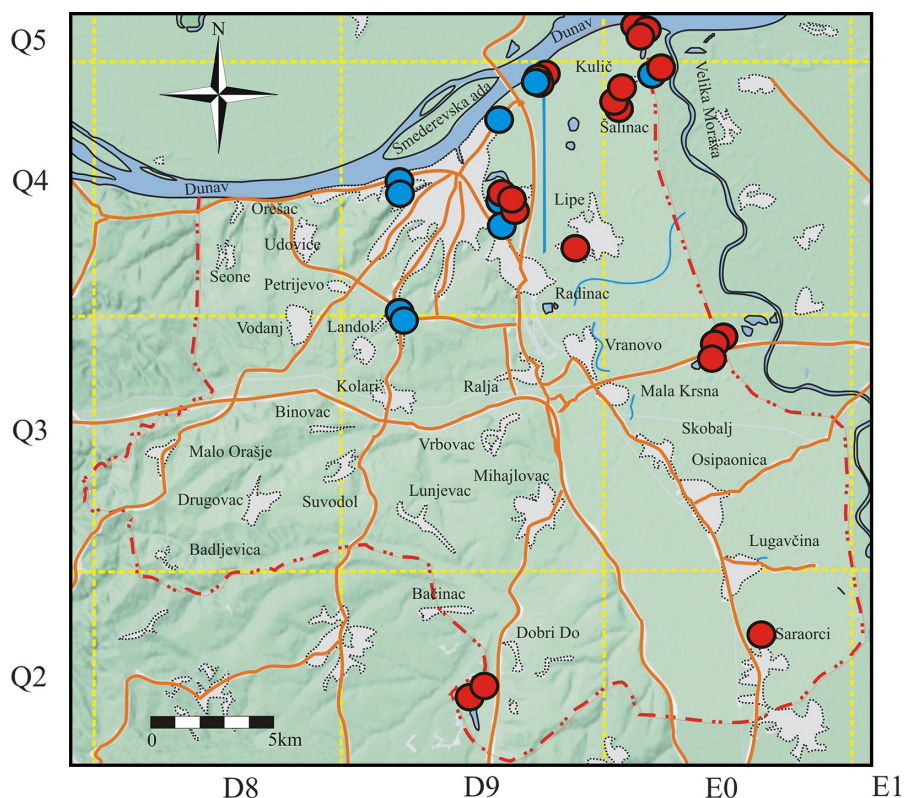 Q5
N
Dunav
Kulič
Velika Morava
Smederevska ada
Šalinac
Q4
Dunav
Orešac
Lipe
Udovice
Seone
Petrijevo
Radinac
Vodanj
Landol
Vranovo
Kolari
Ralja
Mala Krsna
Binovac
Q3
Vrbovac
Skobalj
Malo Orašje
Osipaonica
Mihajlovac
Drugovac
Suvodol
Lunjevac
Badljevica
Lugavčina
Bačinac
Dobri Do
Saraorci
Q2
0
5km
D8
D9
E0
E1